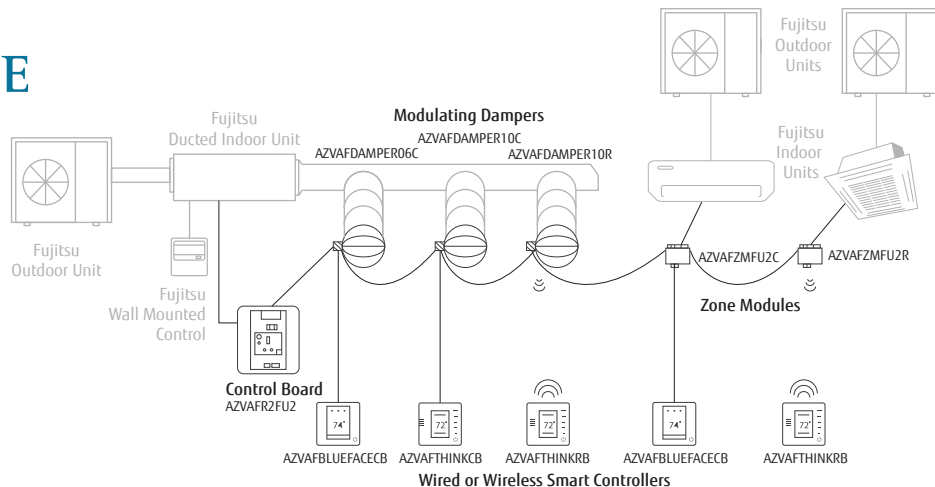 E
Fujitsu
Outdoor
Units
Modulating Dampers
Fujitsu
Ducted Indoor Unit
AZVAFDAMPER10C
AZVAFDAMPER06C
AZVAFDAMPER10R
Fujitsu
Indoor
Units
Fujitsu
Outdoor Unit
AZVAFZMFU2C
AZVAFZMFU2R
Fujitsu
Wall Mounted
Control
Zone Modules
Control Board
AZVAFR2FU2
74°
72°
72°
74°
72°
AZVAFBLUEFACECB
AZVAFTHINKCB
AZVAFTHINKRB
AZVAFBLUEFACECB
AZVAFTHINKRB
Wired or Wireless Smart Controllers